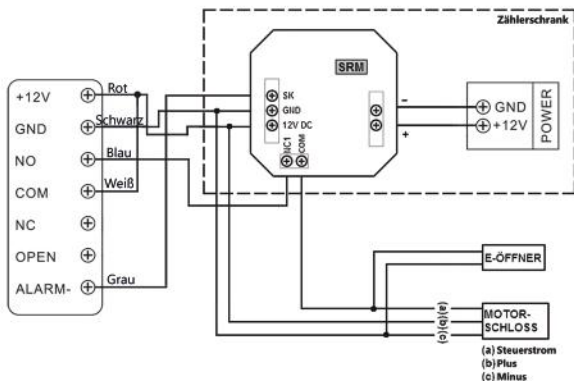 Zählerschrank
+12V
Rot
GND
Schwarz
NO
Blau
COM
Weiß
NC
OPEN
ALARM-
Grau
SRM
SK
GND
12V DC
NC1
COM
–
+
GND
+12V
POWER
E-ÖFFNER
MOTOR-
SCHLOSS
(a)
(b)
(c)
(a) Steuerstrom
(b) Plus
(c) Minus